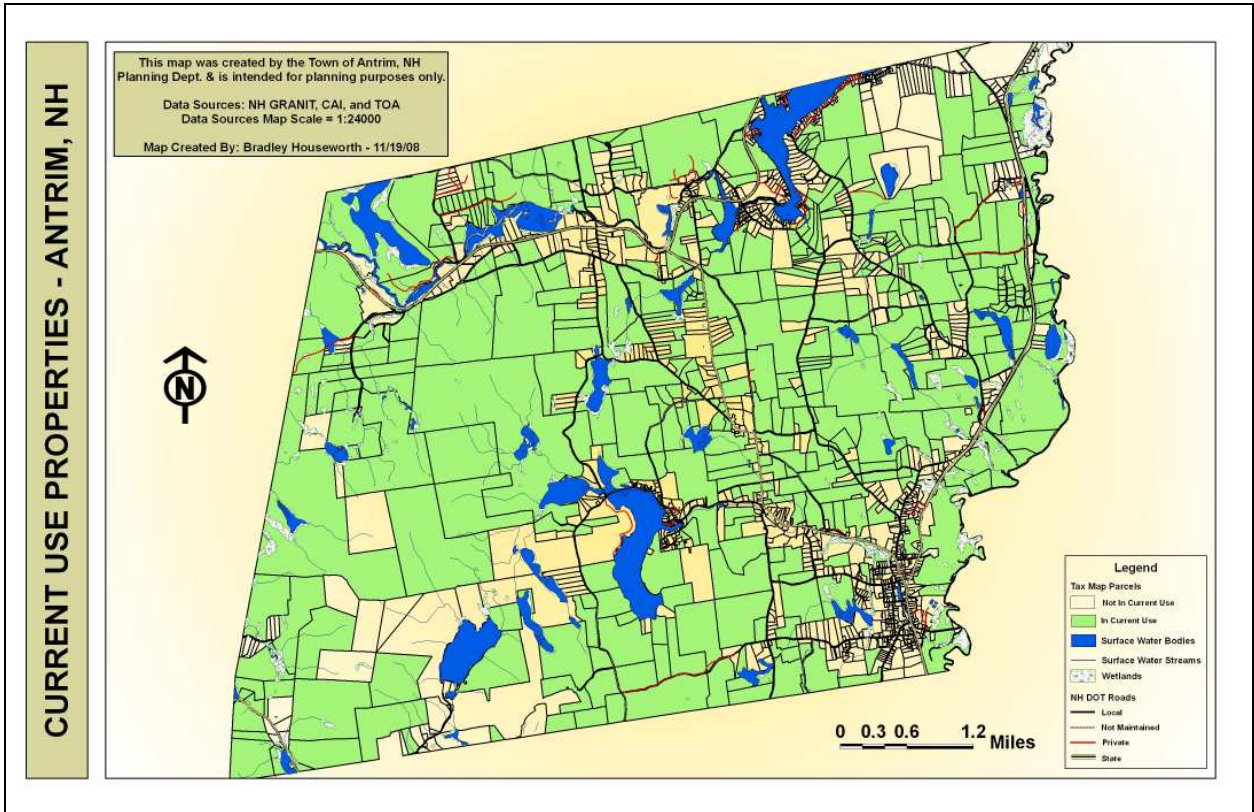 CURRENT USE PROPERTIES - ANTRIM, NH
This map was created by the Town of Antrim, NH
Planning Dept. & is intended for planning purposes only.
Data Sources: NH GRANIT, CAI, and TOA
Data Sources Map Scale = 1:24000
Map Created By: Bradley Houseworth - 11/19/08
N
Legend
Tax Map Parcels
Not In Current Use
In Current Use
Surface Water Bodies
Surface Water Streams
Wetlands
NH DOT Roads
Local
Not Maintained
Private
State
0 0.3 0.6 1.2 Miles